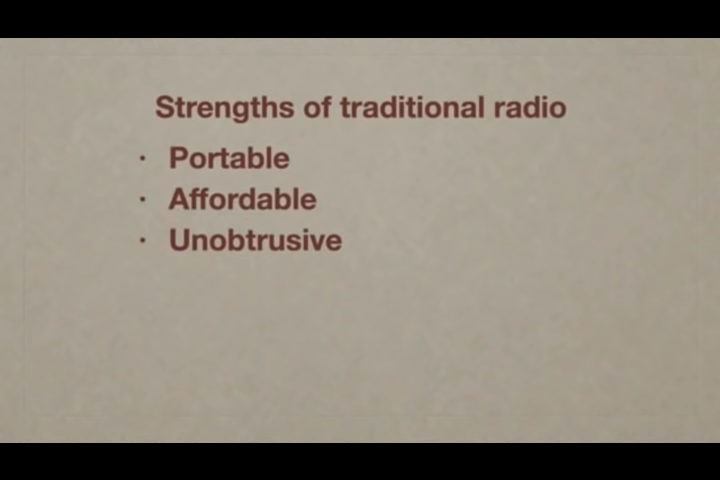 Strengths of traditional radio
· Portable
· Affordable
· Unobtrusive